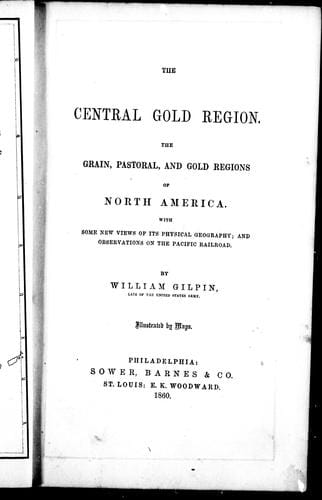 THE
CENTRAL GOLD REGION.
THE
GRAIN, PASTORAL, AND GOLD REGIONS
OF
NORTH AMERICA.
WITH
SOME NEW VIEWS OF ITS PHYSICAL GEOGRAPHY; AND
OBSERVATIONS ON THE PACIFIC RAILROAD.
BY
WILLIAM GILPIN,
LATE OF THE UNITED STATES ARMY.
Illustrated by Maps.
PHILADELPHIA:
SOWER, BARNES & CO.
ST. LOUIS: E. K. WOODWARD.
1860.